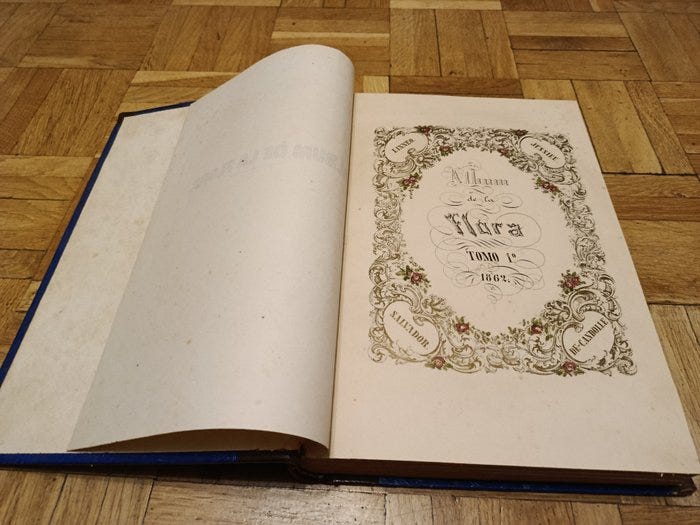 LINNEO
JUSSIEU
Album
de la
Flora
TOMO 1º
1862.
SALVADOR
DE-CANDOLLE